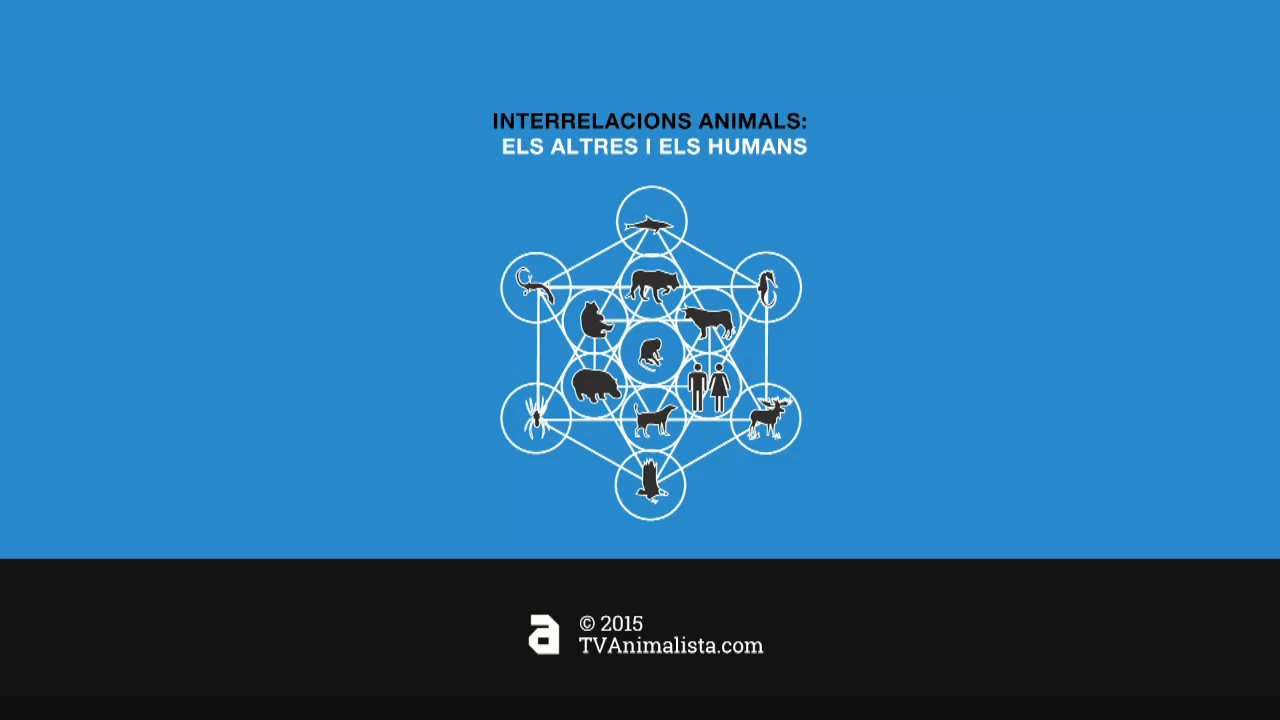 INTERRELACIONS ANIMALS:
ELS ALTRES I ELS HUMANS
© 2015
TVAnimalista.com